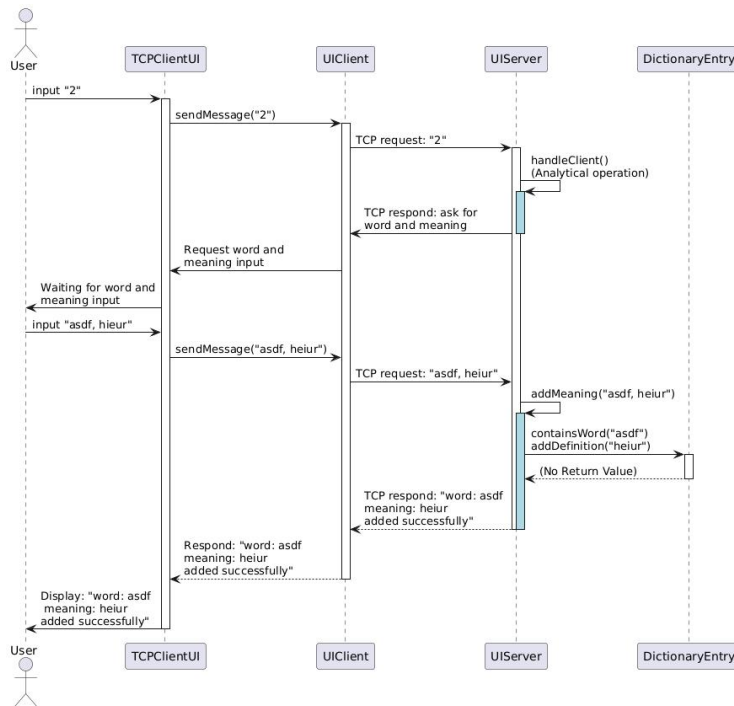 User
TCPClientUI
UIClient
UIServer
DictionaryEntry
input "2"
sendMessage("2")
TCP request: "2"
handleClient()
(Analytical operation)
TCP respond: ask for
word and meaning
Request word and
meaning input
Waiting for word and
meaning input
input "asdf, hieur"
sendMessage("asdf, heiur")
TCP request: "asdf, heiur"
addMeaning("asdf, heiur")
containsWord("asdf")
addDefinition("heiur")
(No Return Value)
TCP respond: "word: asdf
meaning: heiur
added successfully"
Respond: "word: asdf
meaning: heiur
added successfully"
Display: "word: asdf
meaning: heiur
added successfully"
User
TCPClientUI
UIClient
UIServer
DictionaryEntry